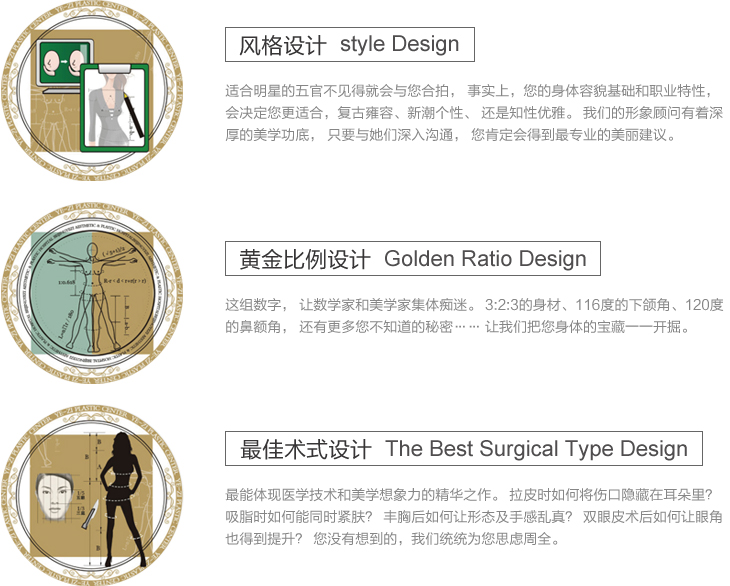 YE-ZI PLASTIC CENTER
风格设计 style Design
适合明星的五官不见得就会与您合拍， 事实上，您的身体容貌基础和职业特性，
会决定您更适合，复古雍容、新潮个性、 还是知性优雅。 我们的形象顾问有着深
厚的美学功底， 只要与她们深入沟通， 您肯定会得到最专业的美丽建议。
YE-ZI PLASTIC CENTER
黄金比例设计 Golden Ratio Design
这组数字， 让数学家和美学家集体痴迷。 3:2:3的身材、116度的下颌角、120度
的鼻额角， 还有更多您不知道的秘密…… 让我们把您身体的宝藏一一开掘。
YE-ZI PLASTIC CENTER
最佳术式设计 The Best Surgical Type Design
最能体现医学技术和美学想象力的精华之作。 拉皮时如何将伤口隐藏在耳朵里？
吸脂时如何能同时紧肤？ 丰胸后如何让形态及手感乱真？ 双眼皮术后如何让眼角
也得到提升？ 您没有想到的，我们统统为您思虑周全。